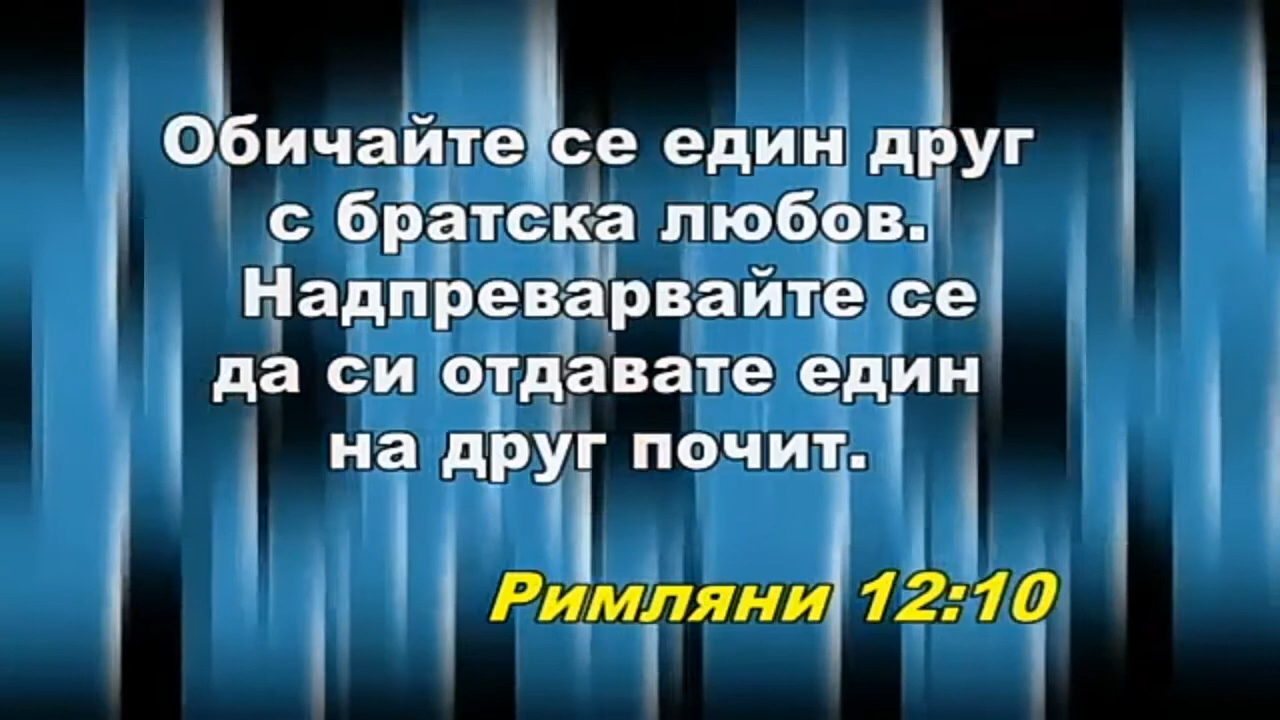 Обичайте се един друг
с братска любов.
Надпреварвайте се
да си отдавате един
на друг почит.
Римляни 12:10